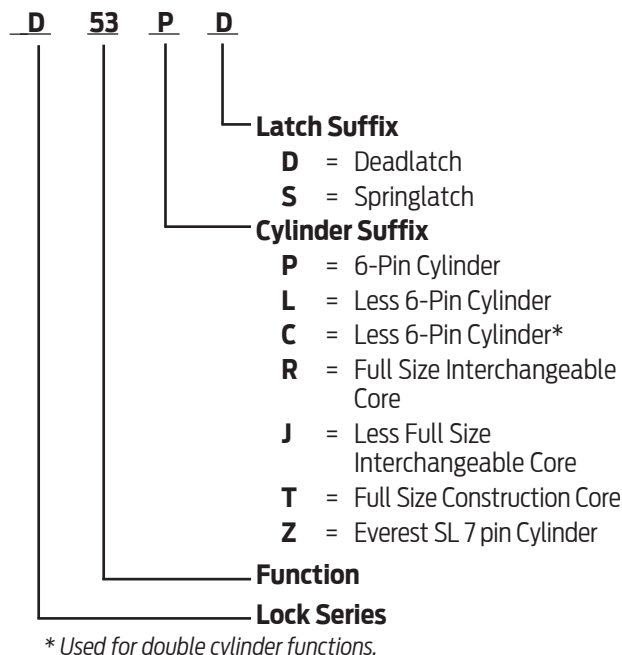 D 53 P D
Latch Suffix
D = Deadlatch
S = Springlatch
Cylinder Suffix
P = 6-Pin Cylinder
L = Less 6-Pin Cylinder
C = Less 6-Pin Cylinder*
R = Full Size Interchangeable
Core
J = Less Full Size
Interchangeable Core
T = Full Size Construction Core
Z = Everest SL 7 pin Cylinder
Function
Lock Series
* Used for double cylinder functions.